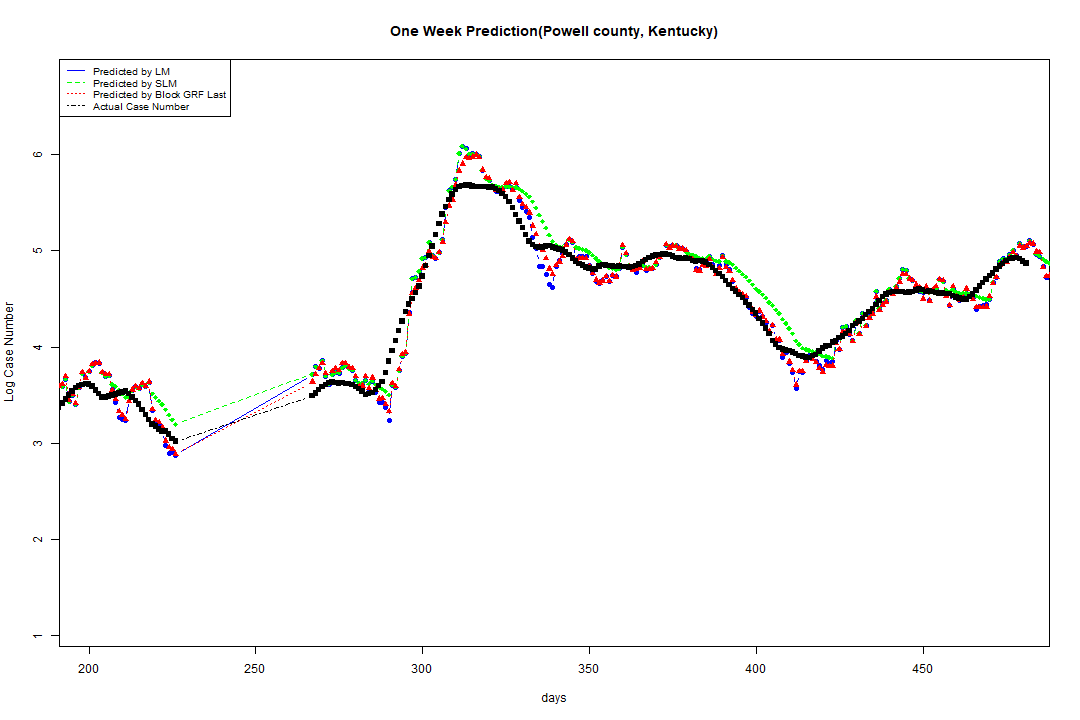 One Week Prediction(Powell county, Kentucky)
Predicted by LM
Predicted by SLM
Predicted by Block GRF Last
Actual Case Number
6
5
4
3
2
1
Log Case Number
200 250 300 350 400 450
days